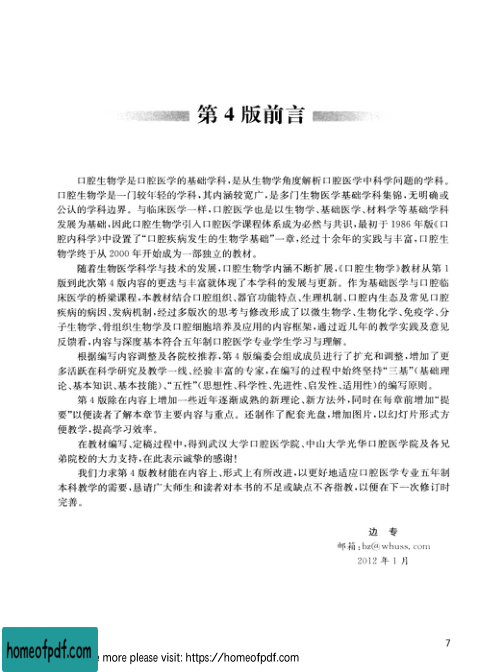 第4版前言
口腔生物学是口腔医学的基础学科,是从生物学角度解析口腔医学中科学问题的学科。
口腔生物学是一门较年轻的学科,其内涵较宽广,是多门生物医学基础学科集锦,无明确或
公认的学科边界。与临床医学一样,口腔医学也是以生物学、基础医学、材料学等基础学科
发展为基础,因此口腔生物学引入口腔医学课程体系成为必然与共识,最初于1986年版《口
腔内科学》中设置了“口腔疾病发生的生物学基础”一章,经过十余年的实践与丰富,口腔生
物学终于从2000年开始成为一部独立的教材。
随着生物医学科学与技术的发展,口腔生物学内涵不断扩展,《口腔生物学》教材从第1
版到此次第4版内容的更迭与丰富就体现了本学科的发展与更新。作为基础医学与口腔临
床医学的桥梁课程,本教材结合口腔组织、器官功能特点、生理机制、口腔内生态及常见口腔
疾病的病因、发病机制,经过多版次的思考与修改形成了以微生物学、生物化学、免疫学、分
子生物学、骨组织生物学及口腔细胞培养及应用的内容框架,通过近几年的教学实践及意见
反馈看,内容与深度基本符合五年制口腔医学专业学生学习与理解。
根据编写内容调整及各院校推荐,第4版编委会组成成员进行了扩充和调整,增加了更
多活跃在科学研究及教学一线、经验丰富的专家,在编写的过程中始终坚持“三基”(基础理
论、基本知识、基本技能)、“五性”(思想性、科学性、先进性、启发性、适用性)的编写原则。
第4版除在内容上增加一些近年逐渐成熟的新理论、新方法外,同时在每章前增加“提
要”以便读者了解本章节主要内容与重点。还制作了配套光盘,增加图片,以幻灯片形式方
便教学,提高学习效率。
在教材编写、定稿过程中,得到武汉大学口腔医学院、中山大学光华口腔医学院及各兄
弟院校的大力支持,在此表示诚挚的感谢!
我们力求第4版教材能在内容上、形式上有所改进,以更好地适应口腔医学专业五年制
本科教学的需要,恳请广大师生和读者对本书的不足或缺点不吝指教,以便在下一次修订时
完善。
边 专
邮箱:bz@whuss.com
2012年1月
7
homeofpdf.com
more please visit: https://homeofpdf.com